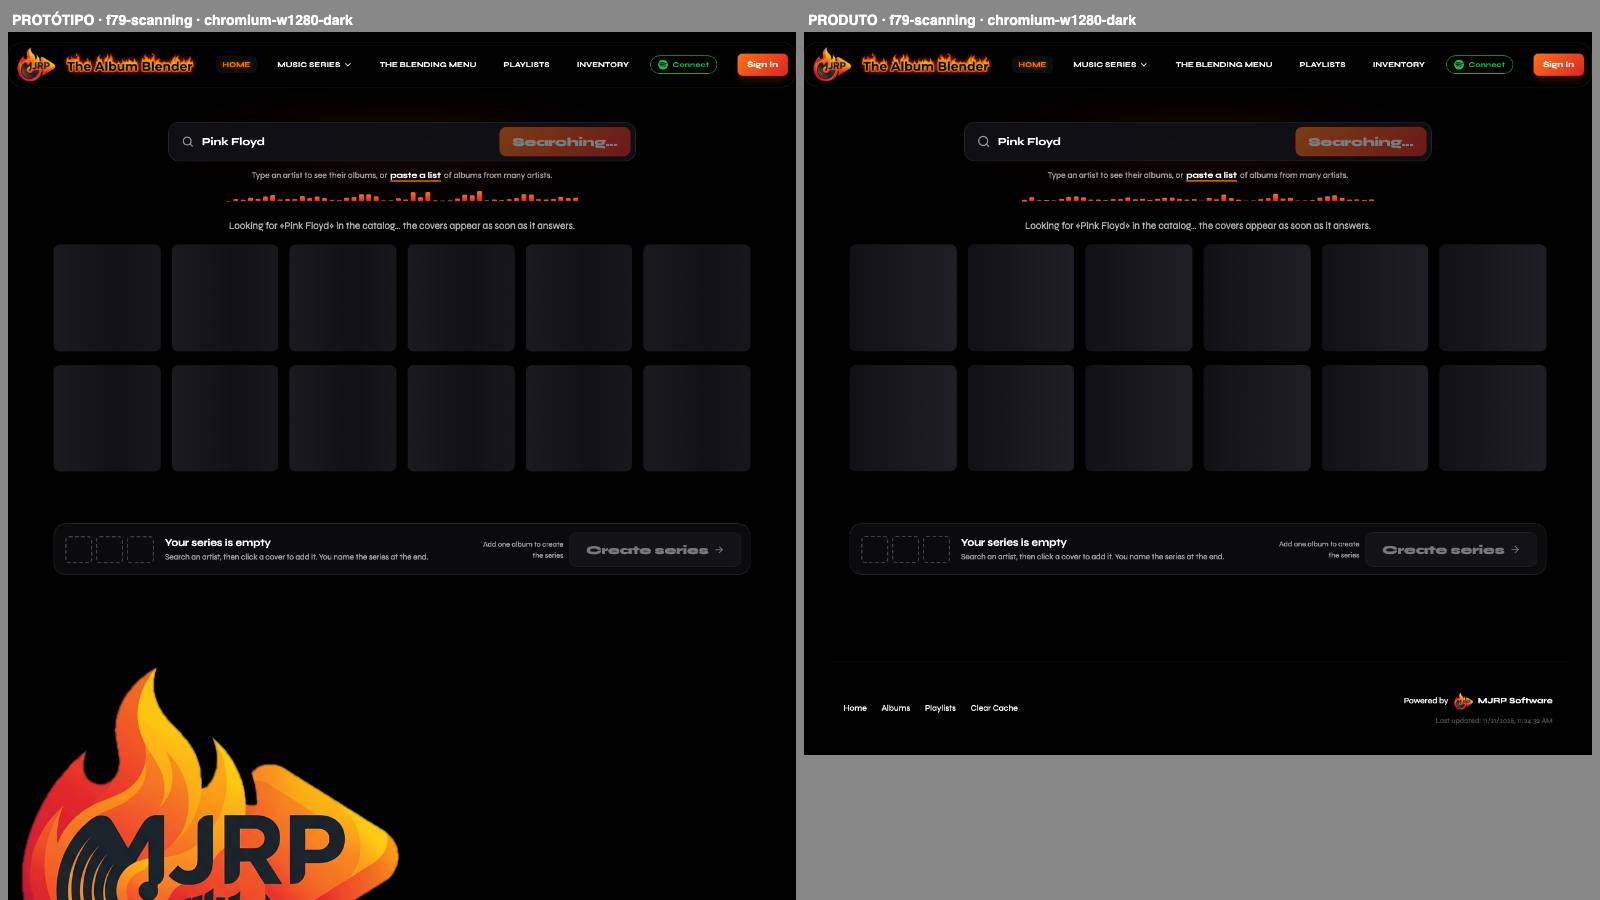 PROTÓTIPO · f79-scanning · chromium-w1280-dark
MJRP The Album Blender HOME MUSIC SERIES THE BLENDING MENU PLAYLISTS INVENTORY Connect Sign In
Pink Floyd Searching...
Type an artist to see their albums, or paste a list of albums from many artists.
Looking for «Pink Floyd» in the catalog… the covers appear as soon as it answers.
Your series is empty
Search an artist, then click a cover to add it. You name the series at the end.
Add one album to create
the series
Create series →
MJRP
PRODUTO · f79-scanning · chromium-w1280-dark
MJRP The Album Blender HOME MUSIC SERIES THE BLENDING MENU PLAYLISTS INVENTORY Connect Sign In
Pink Floyd Searching...
Type an artist to see their albums, or paste a list of albums from many artists.
Looking for «Pink Floyd» in the catalog… the covers appear as soon as it answers.
Your series is empty
Search an artist, then click a cover to add it. You name the series at the end.
Add one album to create
the series
Create series →
Home Albums Playlists Clear Cache
Powered by MJRP Software
Last updated: